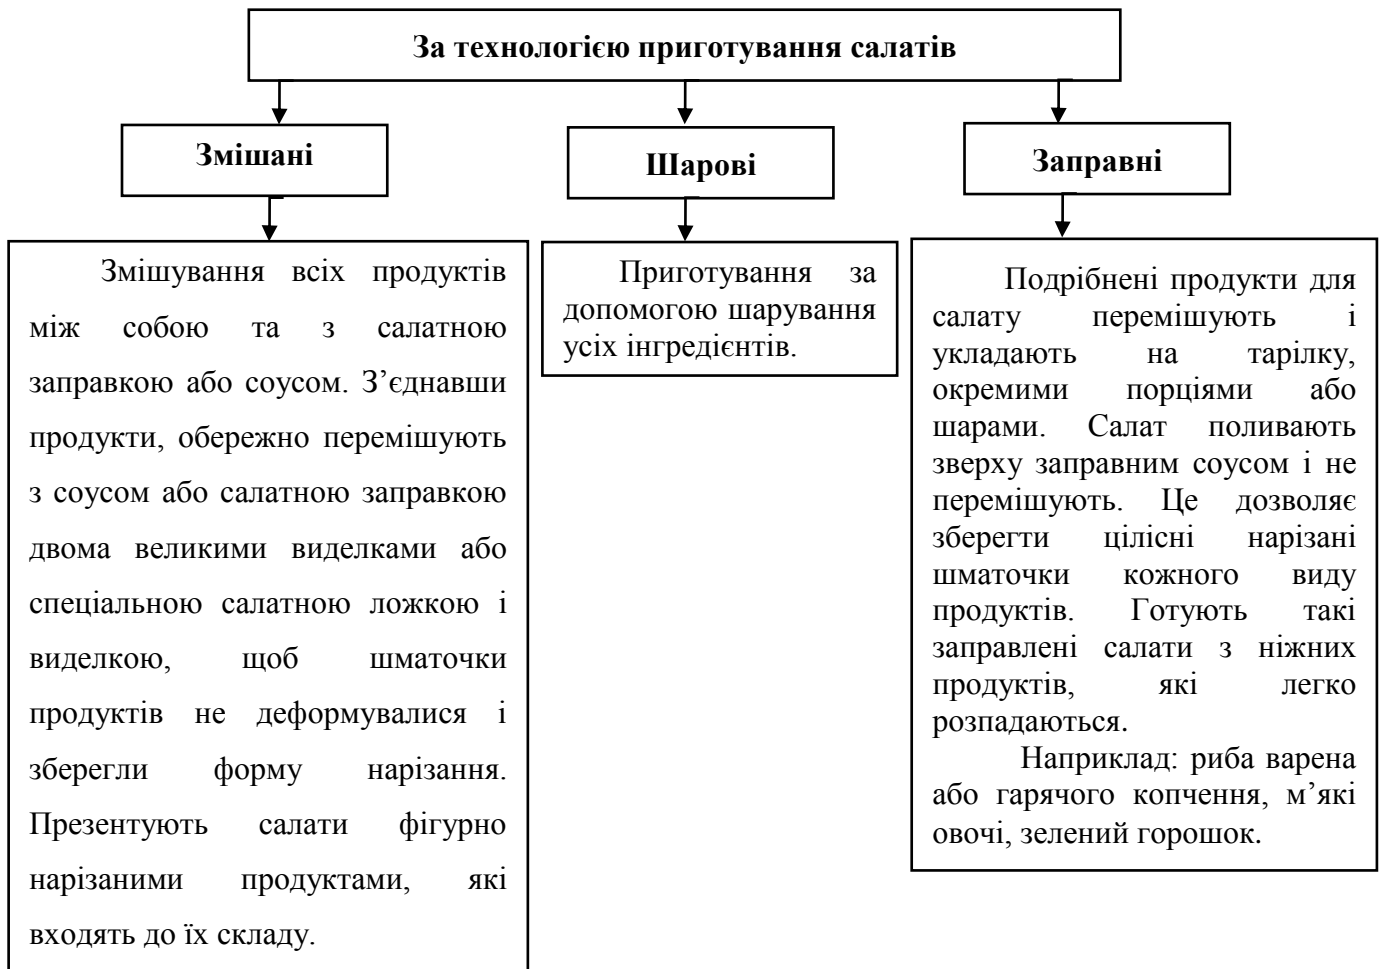 За технологією приготування салатів
Змішані
Шарові
Заправні
Змішування всіх продуктів
між собою та з салатною
заправкою або соусом. З’єднавши
продукти, обережно перемішують
з соусом або салатною заправкою
двома великими виделками або
спеціальною салатною ложкою і
виделкою, щоб шматочки
продуктів не деформувалися і
зберегли форму нарізання.
Презентують салати фігурно
нарізаними продуктами, які
входять до їх складу.
Приготування за
допомогою шарування
усіх інгредієнтів.
Подрібнені продукти для
салату перемішують і
укладають на тарілку,
окремими порціями або
шарами. Салат поливають
зверху заправним соусом і не
перемішують. Це дозволяє
зберегти цілісні нарізані
шматочки кожного виду
продуктів. Готують такі
заправлені салати з ніжних
продуктів, які легко
розпадаються.
Наприклад: риба варена
або гарячого копчення, м’які
овочі, зелений горошок.